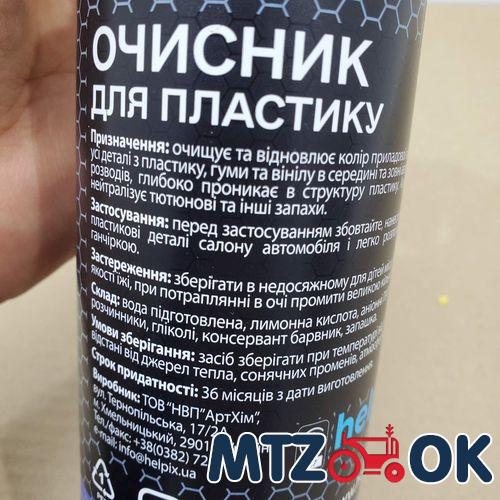 ОЧИСНИК
ДЛЯ ПЛАСТИКУ
Призначення: очищує та відновлює колір
усі деталі з пластику, гуми та вінілу в середині та
розводів, глибоко проникає в структуру пластику,
нейтралізує тютюнові та інші запахи.
Застосування: перед застосуванням збовтайте,
пластикові деталі салону автомобіля і легко
ганчіркою.
Застереження: зберігати в недосяжному для дітей
якості їжі, при потраплянні в очі промити великою
Склад: вода підготовлена, лимонна кислота,
розчинники, гліколі, консервант барвник, запашка.
Умови зберігання: засіб зберігати при температурі
відстані від джерел тепла, сонячних променів,
Строк придатності: 36 місяців з дати виготовлення.
Виробник: ТОВ "НВП"АртХім",
вул. Тернопільська, 17/2А
м. Хмельницький, 2901
Тел./факс: +38(0382) 72
e-mail: info@helpix.ua
hel
MTZ OK